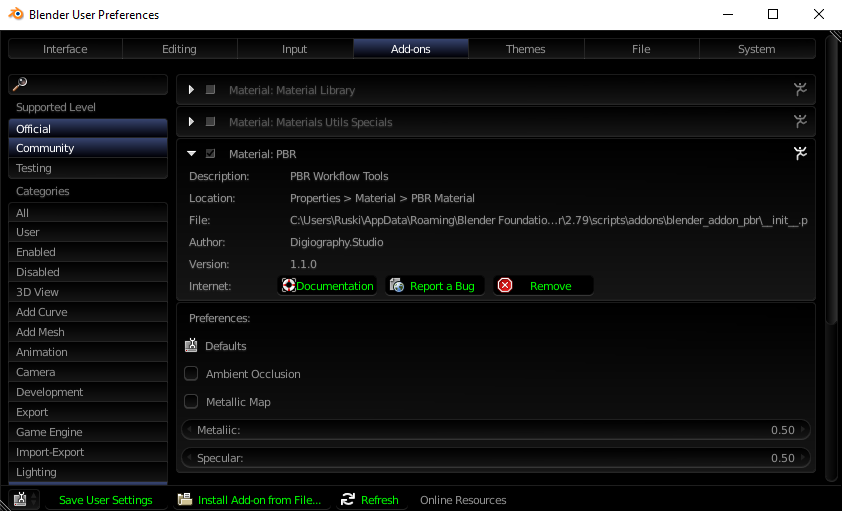 Blender User Preferences
Interface Editing Input Add-ons Themes File System
Supported Level
Official
Community
Testing
Categories
All
User
Enabled
Disabled
3D View
Add Curve
Add Mesh
Animation
Camera
Development
Export
Game Engine
Import-Export
Lighting
Material: Material Library
Material: Materials Utils Specials
Material: PBR
Description: PBR Workflow Tools
Location: Properties > Material > PBR Material
File: C:\Users\Ruski\AppData\Roaming\Blender Foundatio...r\2.79\scripts\addons\blender_addon_pbr\__init__.p
Author: Digiography.Studio
Version: 1.1.0
Internet: Documentation Report a Bug Remove
Preferences:
Defaults
Ambient Occlusion
Metallic Map
Metaliic: 0.50
Specular: 0.50
Save User Settings Install Add-on from File... Refresh Online Resources